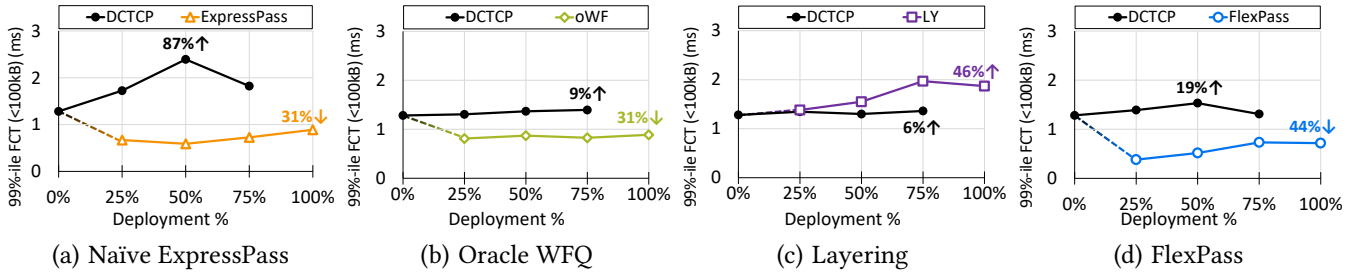 DCTCP ExpressPass
99%-ile FCT (<100kB) (ms)
3
2
1
0
87%↑
31%↓
0% 25% 50% 75% 100%
Deployment %
(a) Naïve ExpressPass
DCTCP oWF
99%-ile FCT (<100kB) (ms)
3
2
1
0
9%↑
31%↓
0% 25% 50% 75% 100%
Deployment %
(b) Oracle WFQ
DCTCP LY
99%-ile FCT (<100kB) (ms)
3
2
1
0
46%↑
6%↑
0% 25% 50% 75% 100%
Deployment %
(c) Layering
DCTCP FlexPass
99%-ile FCT (<100kB) (ms)
3
2
1
0
19%↑
44%↓
0% 25% 50% 75% 100%
Deployment %
(d) FlexPass